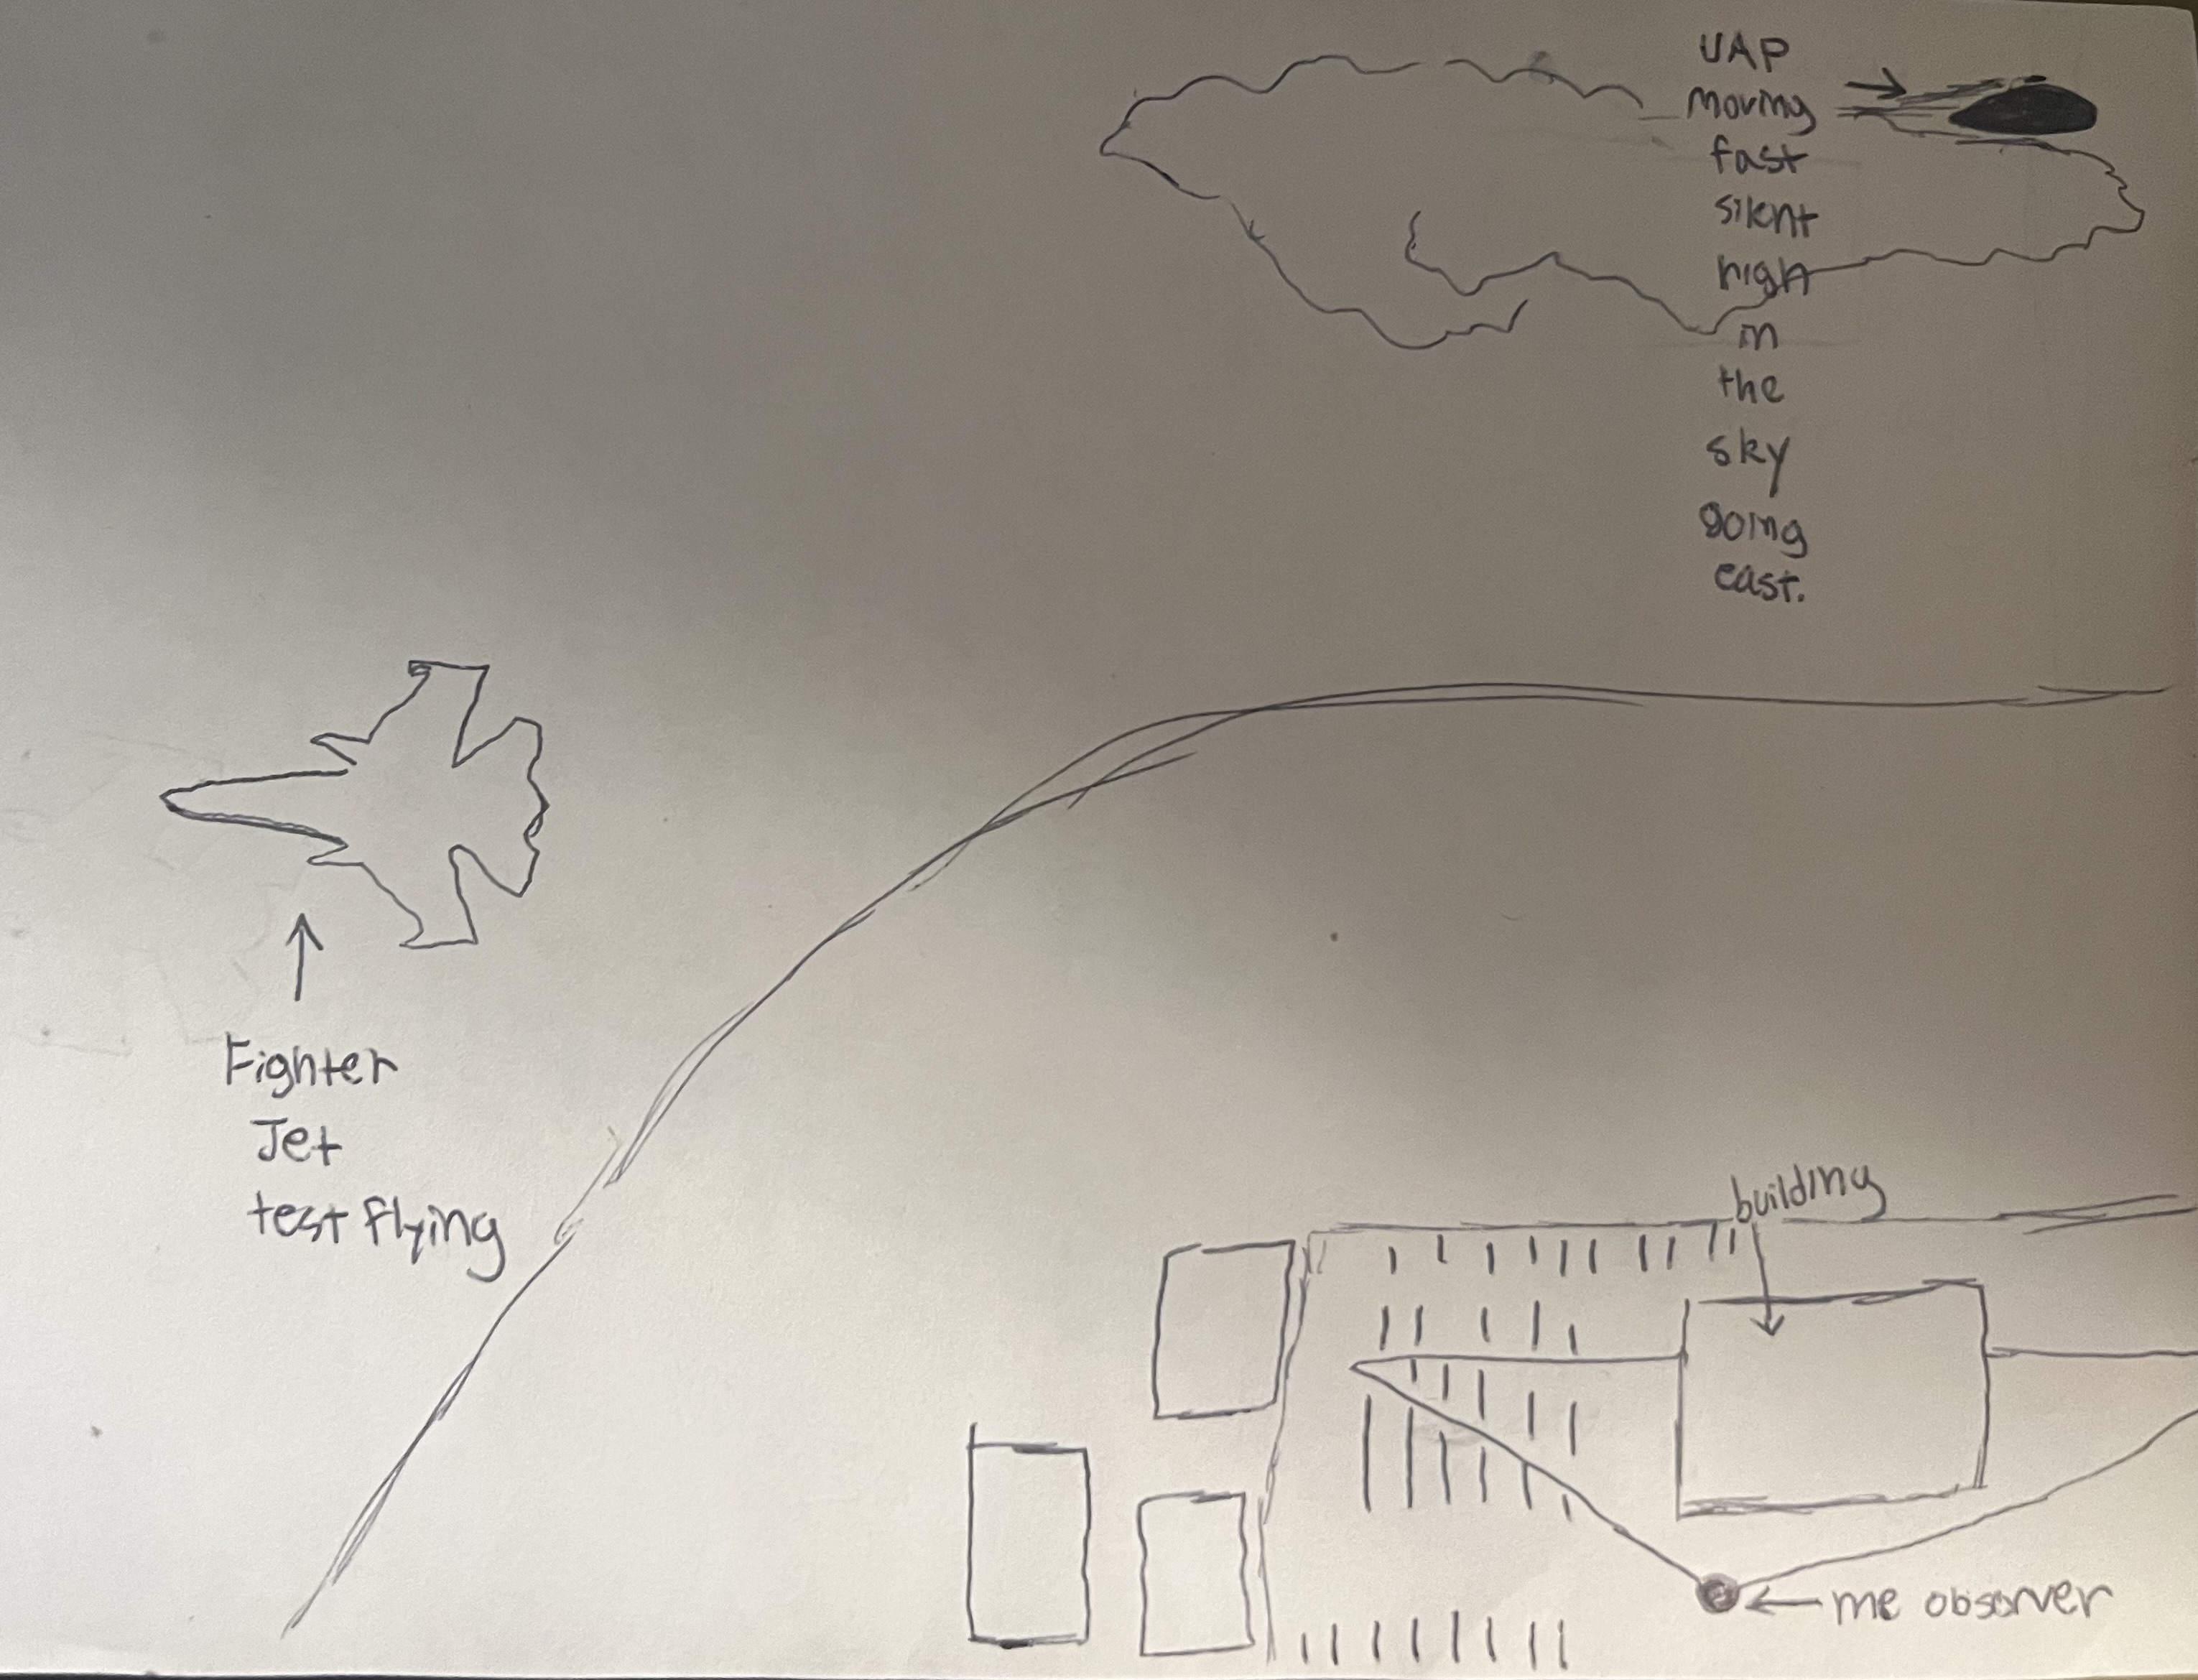 UAP
Moving
fast
silent
high
in
the
sky
going
east.
Fighter
Jet
test flying
building
me observer